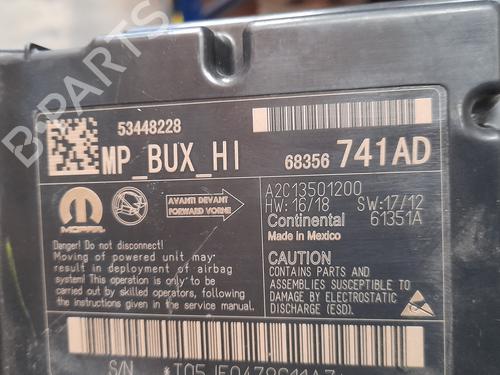 B-PARTS
53448228
MP_BUX_HI
68356 741AD
MOPAR
AVANTI DEVANT
FORWARD VORNE
A2C13501200
HW: 16/18 SW: 17/12
Continental 61351A
Made in Mexico
Danger! Do not disconnect!
Moving of powered unit may
result in deployment of airbag
system! This operation is only to be
carried out by skilled operators, following
the instructions given in the service manual.
CAUTION
CONTAINS PARTS AND
ASSEMBLIES SUSCEPTIBLE TO
DAMAGE BY ELECTROSTATIC
DISCHARGE (ESD).
S/N